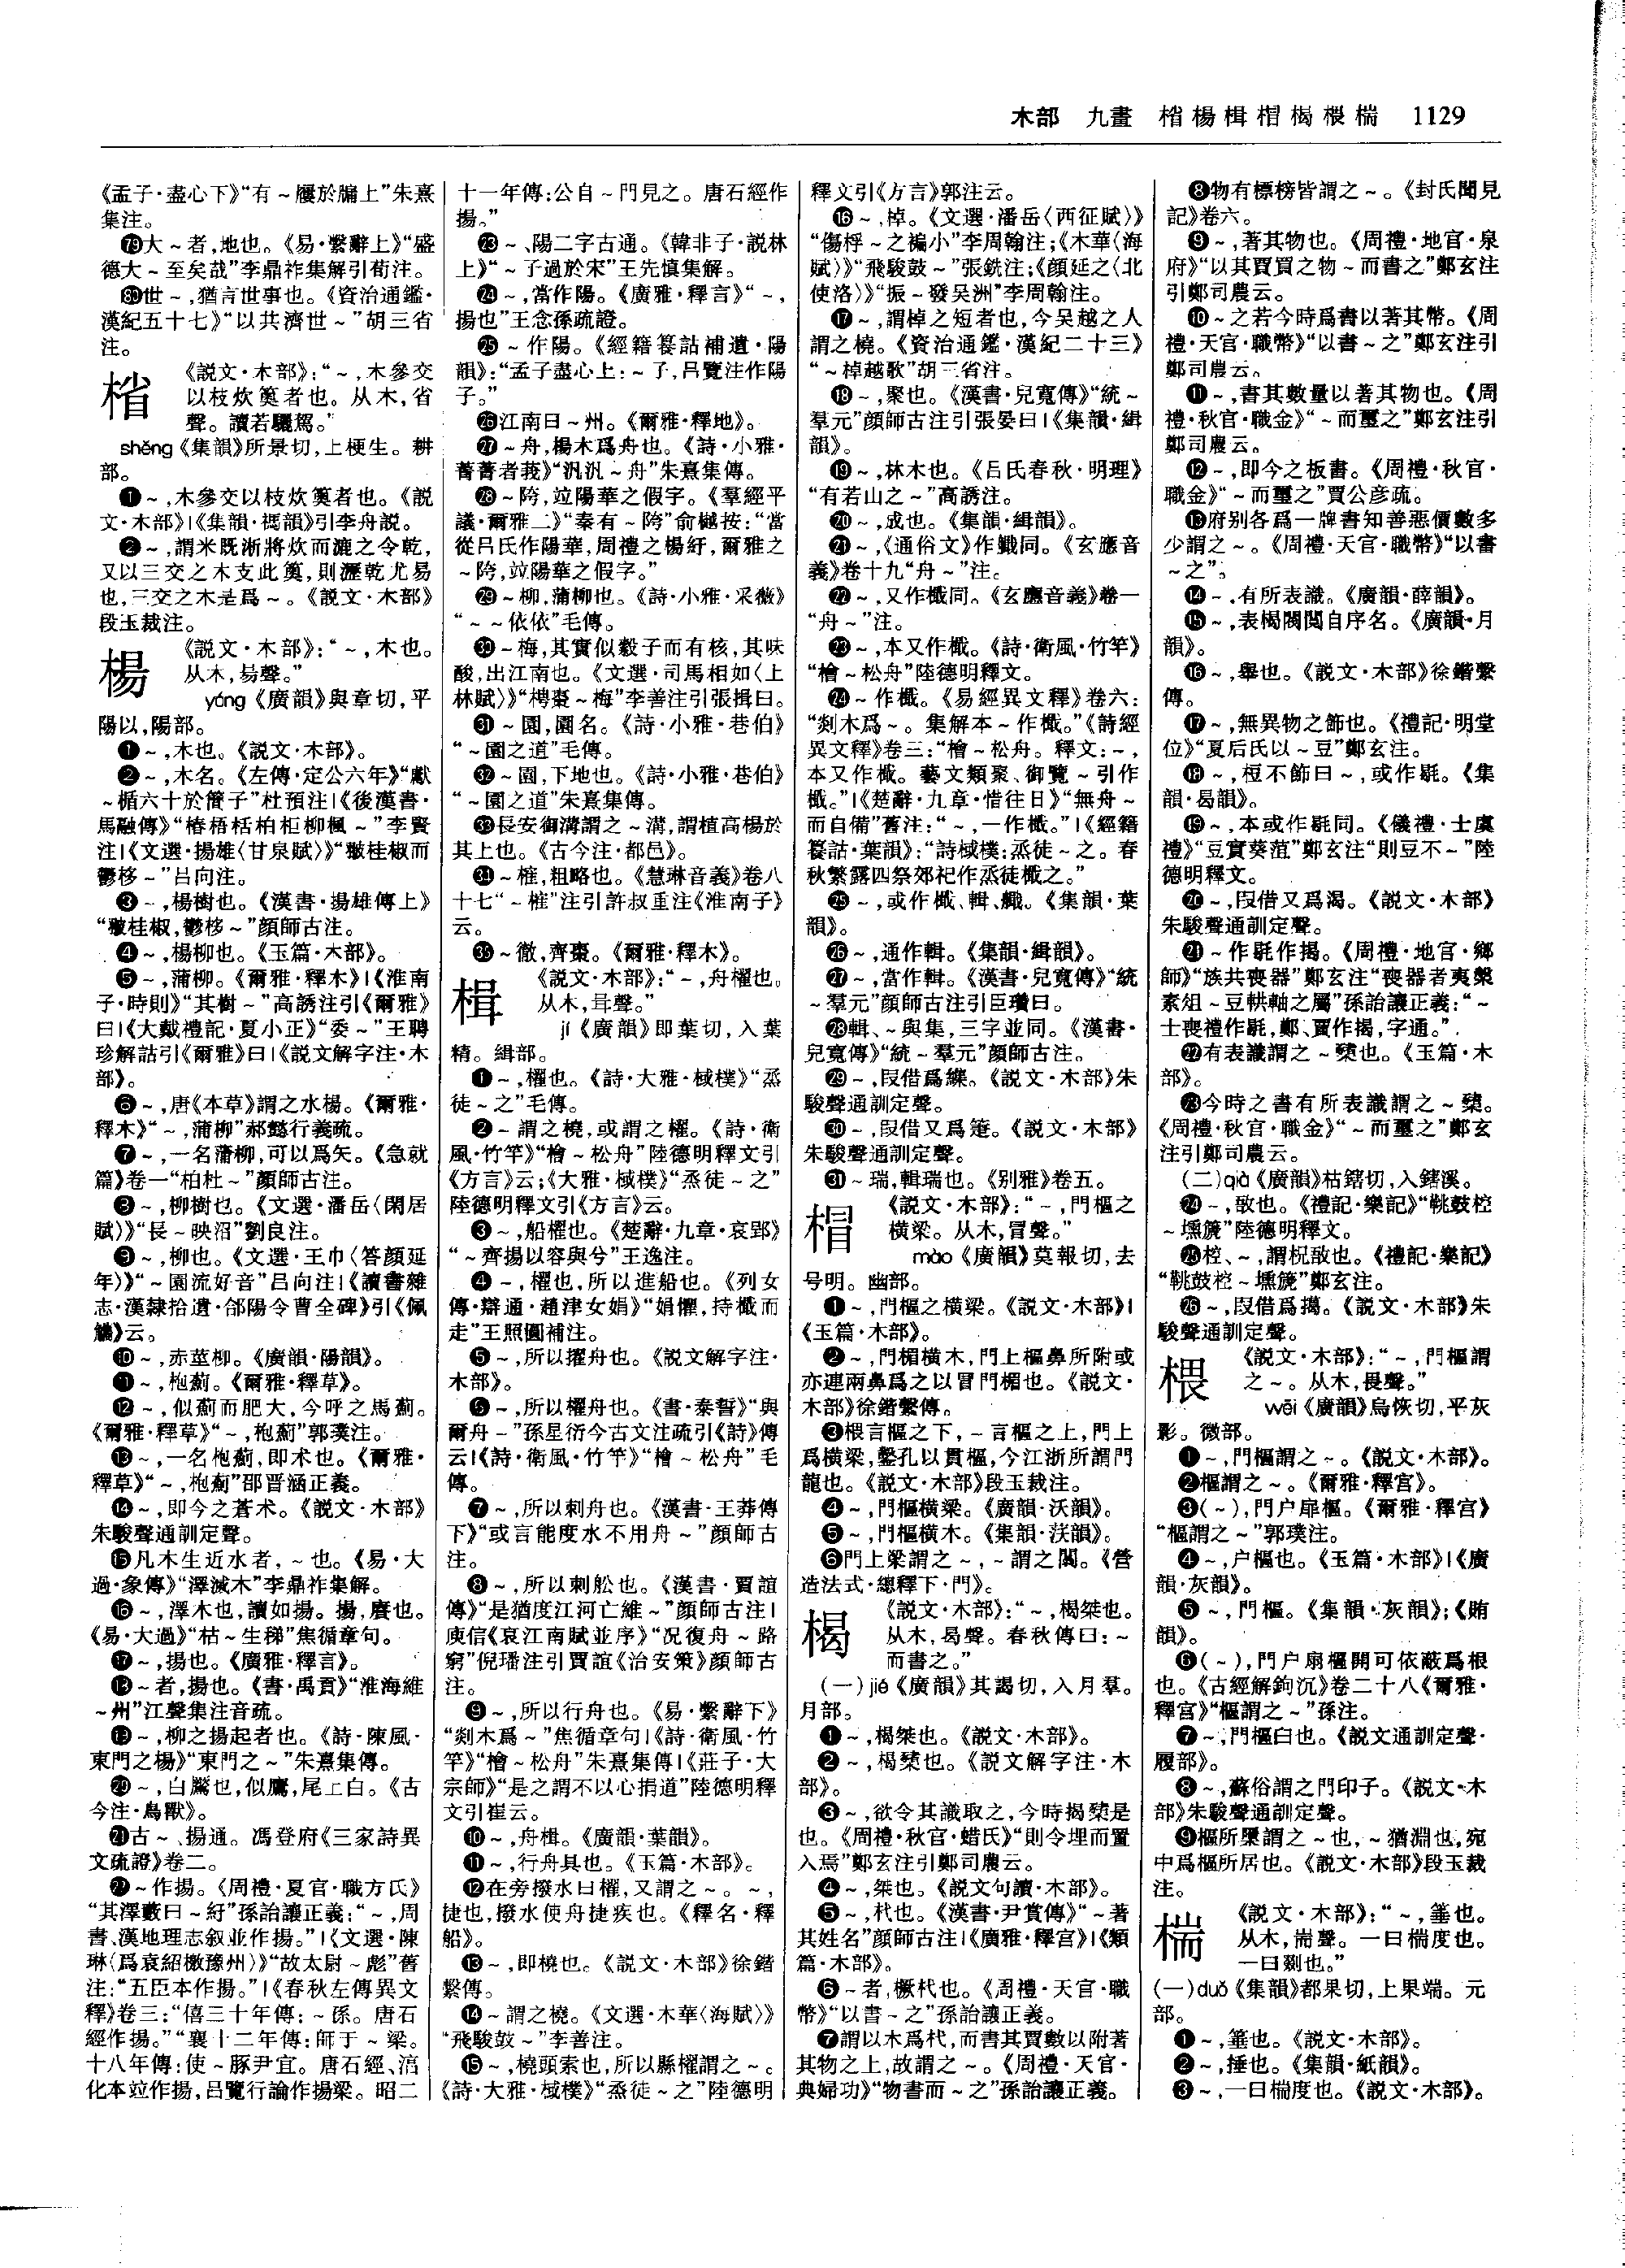 木部　九畫　楈楊楫楣楬椳椯　1129
《孟子·盡心下》“有～屨於牖上”朱熹
集注。
㊆大～者,地也。《易·繫辭上》“盛
德大～至矣哉”李鼎祚集解引荀注。
世～,猶言世事也。《資治通鑑·
漢紀五十七》“以共濟世～”胡三省
注。
《説文·木部》:“～,木參交
以枝炊䉛者也。从木,省
聲。讀若驪駕。”
shěng《集韻》所景切,上梗生。耕
部。
❶～,木參交以枝炊䉛者也。《説
文·木部》|《集韻·禡韻》引李舟説。
❷～,謂米既淅將炊而漉之令乾,
又以三交之木支此䉛,則瀝乾尤易
也,三交之木是爲～。《説文·木部》
段玉裁注。
楊
《説文·木部》:“～,木也。
从木,昜聲。”
yáng《廣韻》與章切,平
陽以,陽部。
❶～,木也。《説文·木部》。
❷～,木名。《左傳·定公六年》“獻
～楯六十於簡子”杜預注|《後漢書·
馬融傳》“椿梧栝柏柜柳楓～”李賢
注|《文選·揚雄〈甘泉賦〉》“皷桂椒而
鬱栘～”吕向注。
❸～,楊樹也。《漢書·揚雄傳上》
“皷桂椒,鬱栘～”顔師古注。
❹～,楊柳也。《玉篇·木部》。
❺～,蒲柳。《爾雅·釋木》|《淮南
子·時則》“其樹～”高誘注引《爾雅》
曰|《大戴禮記·夏小正》“委～”王聘
珍解詁引《爾雅》曰|《説文解字注·木
部》。
❻～,唐《本草》謂之水楊。《爾雅·
釋木》“～,蒲柳”郝懿行義疏。
❼～,一名蒲柳,可以爲矢。《急就
篇》卷一“柏杜～”顔師古注。
❽～,柳樹也。《文選·潘岳〈閑居
賦〉》“長～映沼”劉良注。
❾～,柳也。《文選·王巾〈答顔延
年〉》“～園流好音”吕向注|《讀書雜
志·漢隸拾遺·郃陽令曹全碑》引《佩
觿》云。
❿～,赤莖柳。《廣韻·陽韻》。
⓫～,枹薊。《爾雅·釋草》。
⓬～,似薊而肥大,今呼之馬薊。
《爾雅·釋草》“～,枹薊”郭璞注。
⓭～,一名枹薊,即术也。《爾雅·
釋草》“～,枹薊”邵晋涵正義。
⓮～,即今之蒼术。《説文·木部》
朱駿聲通訓定聲。
⓯凡木生近水者,～也。《易·大
過·象傳》“澤滅木”李鼎祚集解。
⓰～,澤木也,讀如揚。揚,賡也。
《易·大過》“枯～生稊”焦循章句。
⓱～,揚也。《廣雅·釋言》。
⓲～者,揚也。《書·禹貢》“淮海維
～州”江聲集注音疏。
⓳～,柳之揚起者也。《詩·陳風·
東門之楊》“東門之～”朱熹集傳。
⓴～,白鷢也,似鷹,尾上白。《古
今注·鳥獸》。
㉑古～、揚通。馮登府《三家詩異
文疏證》卷二。
㉒～作揚。《周禮·夏官·職方氏》
“其澤藪曰～紆”孫詒讓正義:“～,周
書、漢地理志叙並作揚。”|《文選·陳
琳〈爲袁紹檄豫州〉》“故太尉～彪”舊
注:“五臣本作揚。”|《春秋左傳異文
釋》卷三:“僖三十年傳:～孫。唐石
經作揚。”“襄十二年傳:師于～梁。
十八年傳:使～豚尹宜。唐石經、淯
化本竝作揚,吕覽行論作揚梁。昭二
十一年傳:公自～門見之。唐石經作
揚。”
㉓～、陽二字古通。《韓非子·説林
上》“～子過於宋”王先慎集解。
㉔～,當作陽。《廣雅·釋言》“～,
揚也”王念孫疏證。
㉕～作陽。《經籍籑詁補遺·陽
韻》:“孟子盡心上:～子,吕覽注作陽
子。”
㉖江南曰～州。《爾雅·釋地》。
㉗～舟,楊木爲舟也。《詩·小雅·
菁菁者莪》“汎汎～舟”朱熹集傳。
㉘～陓,竝陽華之假字。《羣經平
議·爾雅二》“秦有～陓”俞樾按:“當
從吕氏作陽華,周禮之楊紆,爾雅之
～陓,竝陽華之假字。”
㉙～柳,蒲柳也。《詩·小雅·采薇》
“～～依依”毛傳。
㉚～梅,其實似穀子而有核,其味
酸,出江南也。《文選·司馬相如〈上
林賦〉》“梬棗～梅”李善注引張揖曰。
㉛～園,園名。《詩·小雅·巷伯》
“～園之道”毛傳。
㉜～園,下地也。《詩·小雅·巷伯》
“～園之道”朱熹集傳。
㉝長安御溝謂之～溝,謂植高楊於
其上也。《古今注·都邑》。
㉞～榷,粗略也。《慧琳音義》卷八
十七“～榷”注引許叔重注《淮南子》
云。
㉟～徹,齊棗。《爾雅·釋木》。
楫
《説文·木部》:“～,舟櫂也。
从木,咠聲。”
jí《廣韻》即葉切,入葉
精。緝部。
❶～,櫂也。《詩·大雅·棫樸》“烝
徒～之”毛傳。
❷～謂之橈,或謂之櫂。《詩·衛
風·竹竿》“檜～松舟”陸德明釋文引
《方言》云;《大雅·棫樸》“烝徒～之”
陸德明釋文引《方言》云。
❸～,船櫂也。《楚辭·九章·哀郢》
“～齊揚以容與兮”王逸注。
❹～,櫂也,所以進船也。《列女
傳·辯通·趙津女娟》“娟懼,持檝而
走”王照圓補注。
❺～,所以擢舟也。《説文解字注·
木部》。
❻～,所以櫂舟也。《書·泰誓》“與
爾舟～”孫星衍今古文注疏引《詩》傳
云|《詩·衛風·竹竿》“檜～松舟”毛
傳。
❼～,所以刺舟也。《漢書·王莽傳
下》“或言能度水不用舟～”顔師古
注。
❽～,所以刺舩也。《漢書·賈誼
傳》“是猶度江河亡維～”顔師古注|
庾信《哀江南賦並序》“况復舟～路
窮”倪璠注引賈誼《治安策》顔師古
注。
❾～,所以行舟也。《易·繫辭下》
“剡木爲～”焦循章句|《詩·衛風·竹
竿》“檜～松舟”朱熹集傳|《莊子·大
宗師》“是之謂不以心捐道”陸德明釋
文引崔云。
❿～,舟楫。《廣韻·葉韻》。
⓫～,行舟具也。《玉篇·木部》。
⓬在旁撥水曰櫂,又謂之～。～,
捷也,撥水使舟捷疾也。《釋名·釋
船》。
⓭～,即橈也。《説文·木部》徐鍇
繫傳。
⓮～謂之橈。《文選·木華〈海賦〉》
“飛駿鼓～”李善注。
⓯～,橈頭索也,所以縣櫂謂之～。
《詩·大雅·棫樸》“烝徒～之”陸德明
釋文引《方言》郭注云。
⓰～,棹。《文選·潘岳〈西征賦〉》
“傷桴～之褊小”李周翰注;《木華〈海
賦〉》“飛駿鼓～”張銑注;《顔延之〈北
使洛〉》“振～發吴洲”李周翰注。
⓱～,謂棹之短者也,今吴越之人
謂之橈。《資治通鑑·漢紀二十三》
“～棹越歌”胡三省注。
⓲～,聚也。《漢書·兒寬傳》“統～
羣元”顔師古注引張晏曰|《集韻·緝
韻》。
⓳～,林木也。《吕氏春秋·明理》
“有若山之～”高誘注。
⓴～,成也。《集韻·緝韻》。
㉑～,《通俗文》作艥同。《玄應音
義》卷十九“舟～”注。
㉒～,又作檝同。《玄應音義》卷一
“舟～”注。
㉓～,本又作檝。《詩·衛風·竹竿》
“檜～松舟”陸德明釋文。
㉔～作檝。《易經異文釋》卷六:
“剡木爲～。集解本～作檝。”《詩經
異文釋》卷三:“檜～松舟。釋文:～,
本又作檝。藝文類聚、御覽～引作
檝。”|《楚辭·九章·惜往日》“無舟～
而自備”舊注:“～,一作檝。”|《經籍
籑詁·葉韻》:“詩棫樸:烝徒～之。春
秋繁露四祭郊祀作烝徒檝之。”
㉕～,或作檝、輯、艥。《集韻·葉
韻》。
㉖～,通作輯。《集韻·緝韻》。
㉗～,當作輯。《漢書·兒寬傳》“統
～羣元”顔師古注引臣瓚曰。
㉘輯、～與集,三字並同。《漢書·
兒寬傳》“統～羣元”顔師古注。
㉙～,叚借爲緁。《説文·木部》朱
駿聲通訓定聲。
㉚～,叚借又爲箑。《説文·木部》
朱駿聲通訓定聲。
㉛～瑞,輯瑞也。《别雅》卷五。
《説文·木部》:“～,門樞之
横梁。从木,冒聲。”
mào《廣韻》莫報切,去
号明。幽部。
❶～,門樞之横梁。《説文·木部》|
《玉篇·木部》。
❷～,門楣横木,門上樞鼻所附或
亦連兩鼻爲之以冒門楣也。《説文·
木部》徐鍇繫傳。
❸椳言樞之下,～言樞之上,門上
爲横梁,鑿孔以貫樞,今江浙所謂門
龍也。《説文·木部》段玉裁注。
❹～,門樞横梁。《廣韻·沃韻》。
❺～,門樞横木。《集韻·𦰚韻》。
❻門上梁謂之～,～謂之閾。《營
造法式·總釋下·門》。
楬
《説文·木部》:“～,楬桀也。
从木,曷聲。春秋傳曰:～
而書之。”
(一)jié《廣韻》其謁切,入月羣。
月部。
❶～,楬桀也。《説文·木部》。
❷～,楬櫫也。《説文解字注·木
部》。
❸～,欲令其識取之,今時揭櫫是
也。《周禮·秋官·蜡氏》“則令埋而置
入焉”鄭玄注引鄭司農云。
❹～,桀也。《説文句讀·木部》。
❺～,杙也。《漢書·尹賞傳》“～著
其姓名”顔師古注|《廣雅·釋宫》|《類
篇·木部》。
❻～者,橛杙也。《周禮·天官·職
幣》“以書～之”孫詒讓正義。
❼謂以木爲杙,而書其賈數以附著
其物之上,故謂之～。《周禮·天官·
典婦功》“物書而～之”孫詒讓正義。
❽物有標榜皆謂之～。《封氏聞見
記》卷六。
❾～,著其物也。《周禮·地官·泉
府》“以其賈買之物～而書之”鄭玄注
引鄭司農云。
❿～之若今時爲書以著其幣。《周
禮·天官·職幣》“以書～之”鄭玄注引
鄭司農云。
⓫～,書其數量以著其物也。《周
禮·秋官·職金》“～而璽之”鄭玄注引
鄭司農云。
⓬～,即今之板書。《周禮·秋官·
職金》“～而璽之”賈公彦疏。
⓭府别各爲一牌書知善惡價數多
少謂之～。《周禮·天官·職幣》“以書
～之”。
⓮～,有所表識。《廣韻·薛韻》。
⓯～,表楬閥閲自序名。《廣韻·月
韻》。
⓰～,舉也。《説文·木部》徐鍇繫
傳。
⓱～,無異物之飾也。《禮記·明堂
位》“夏后氏以～豆”鄭玄注。
⓲～,梪不飾曰～,或作毼。《集
韻·曷韻》。
⓳～,本或作毼同。《儀禮·士虞
禮》“豆實葵菹”鄭玄注“則豆不～”陸
德明釋文。
⓴～,叚借又爲渴。《説文·木部》
朱駿聲通訓定聲。
㉑～作毼作揭。《周禮·地官·鄉
師》“族共喪器”鄭玄注“喪器者夷槃
素俎～豆輁軸之屬”孫詒讓正義:“～
士喪禮作毼,鄭、賈作揭,字通。”
㉒有表識謂之～櫫也。《玉篇·木
部》。
㉓今時之書有所表識謂之～櫫。
《周禮·秋官·職金》“～而璽之”鄭玄
注引鄭司農云。
(二)qià《廣韻》枯鎋切,入鎋溪。
㉔～,敔也。《禮記·樂記》“鞉鼓椌
～壎篪”陸德明釋文。
㉕椌、～,謂柷敔也。《禮記·樂記》
“鞉鼓椌～壎篪”鄭玄注。
㉖～,叚借爲擖。《説文·木部》朱
駿聲通訓定聲。
椳
《説文·木部》:“～,門樞謂
之～。从木,畏聲。”
wēi《廣韻》烏恢切,平灰
影。微部。
❶～,門樞謂之～。《説文·木部》。
❷樞謂之～。《爾雅·釋宫》。
❸(～),門户扉樞。《爾雅·釋宫》
“樞謂之～”郭璞注。
❹～,户樞也。《玉篇·木部》|《廣
韻·灰韻》。
❺～,門樞。《集韻·灰韻》;《賄
韻》。
❻(～),門户扇樞開可依蔽爲椳
也。《古經解鉤沉》卷二十八《爾雅·
釋宫》“樞謂之～”孫注。
❼～,門樞臼也。《説文通訓定聲·
履部》。
❽～,蘇俗謂之門印子。《説文·木
部》朱駿聲通訓定聲。
❾樞所㮞謂之～也,～猶淵也,宛
中爲樞所居也。《説文·木部》段玉裁
注。
椯
《説文·木部》:“～,箠也。
从木,耑聲。一曰椯度也。
一曰剟也。”
(一)duǒ《集韻》都果切,上果端。元
部。
❶～,箠也。《説文·木部》。
❷～,捶也。《集韻·紙韻》。
❸～,一曰椯度也。《説文·木部》。